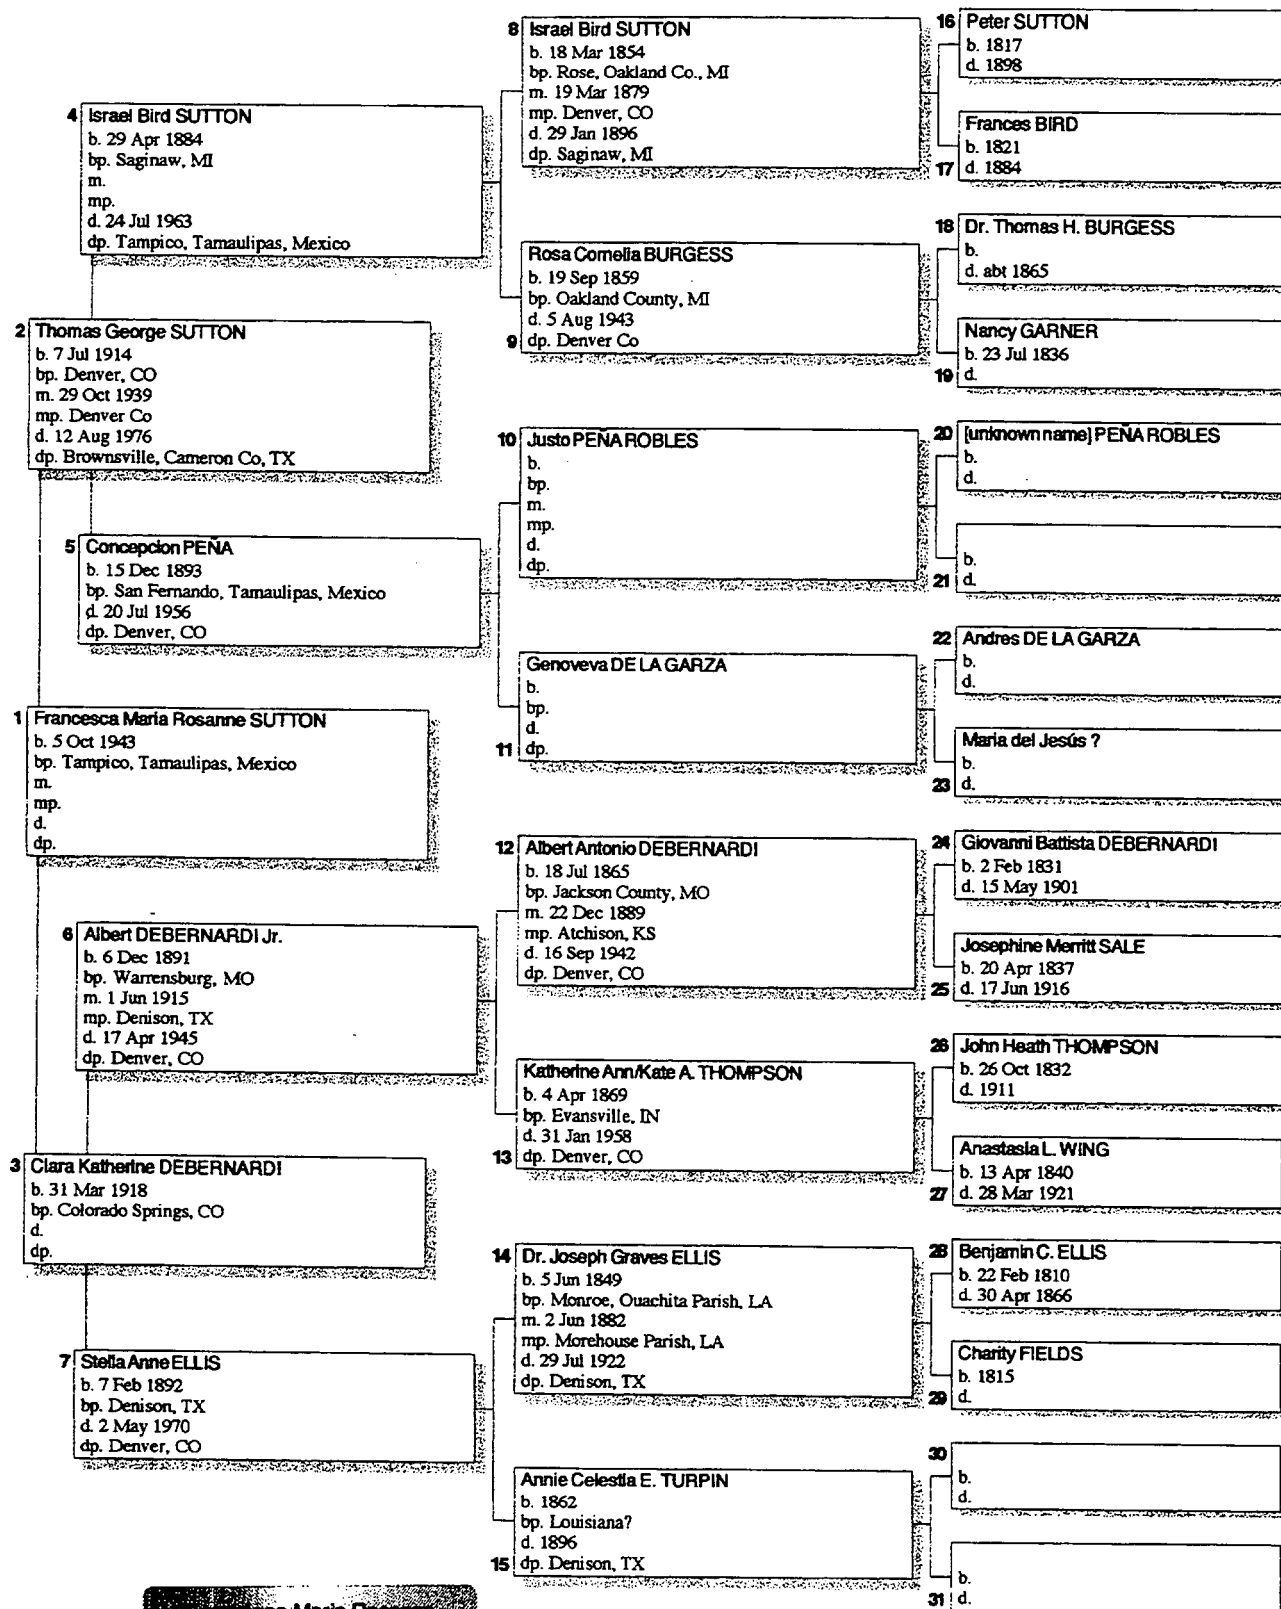 8 Israel Bird SUTTON
b. 18 Mar 1854
bp. Rose, Oakland Co., MI
m. 19 Mar 1879
mp. Denver, CO
d. 29 Jan 1896
dp. Saginaw, MI
16 Peter SUTTON
b. 1817
d. 1898
Frances BIRD
b. 1821
17 d. 1884
4 Israel Bird SUTTON
b. 29 Apr 1884
bp. Saginaw, MI
m.
mp.
d. 24 Jul 1963
dp. Tampico, Tamaulipas, Mexico
Rosa Cornelia BURGESS
b. 19 Sep 1859
bp. Oakland County, MI
d. 5 Aug 1943
9 dp. Denver Co
18 Dr. Thomas H. BURGESS
b.
d. abt 1865
Nancy GARNER
b. 23 Jul 1836
19 d.
2 Thomas George SUTTON
b. 7 Jul 1914
bp. Denver, CO
m. 29 Oct 1939
mp. Denver Co
d. 12 Aug 1976
dp. Brownsville, Cameron Co, TX
10 Justo PEÑA ROBLES
b.
bp.
m.
mp.
d.
dp.
20 [unknown name] PEÑA ROBLES
b.
d.
b.
21 d.
5 Concepcion PEÑA
b. 15 Dec 1893
bp. San Fernando, Tamaulipas, Mexico
d. 20 Jul 1956
dp. Denver, CO
Genoveva DE LA GARZA
b.
bp.
d.
11 dp.
22 Andres DE LA GARZA
b.
d.
Maria del Jesús ?
b.
23 d.
1 Francesca Maria Rosanne SUTTON
b. 5 Oct 1943
bp. Tampico, Tamaulipas, Mexico
m.
mp.
d.
dp.
12 Albert Antonio DEBERNARDI
b. 18 Jul 1865
bp. Jackson County, MO
m. 22 Dec 1889
mp. Atchison, KS
d. 16 Sep 1942
dp. Denver, CO
24 Giovanni Battista DEBERNARDI
b. 2 Feb 1831
d. 15 May 1901
Josephine Merritt SALE
b. 20 Apr 1837
25 d. 17 Jun 1916
6 Albert DEBERNARDI Jr.
b. 6 Dec 1891
bp. Warrensburg, MO
m. 1 Jun 1915
mp. Denison, TX
d. 17 Apr 1945
dp. Denver, CO
Katherine Ann/Kate A. THOMPSON
b. 4 Apr 1869
bp. Evansville, IN
d. 31 Jan 1958
13 dp. Denver, CO
26 John Heath THOMPSON
b. 26 Oct 1832
d. 1911
Anastasia L. WING
b. 13 Apr 1840
27 d. 28 Mar 1921
3 Clara Katherine DEBERNARDI
b. 31 Mar 1918
bp. Colorado Springs, CO
d.
dp.
14 Dr. Joseph Graves ELLIS
b. 5 Jun 1849
bp. Monroe, Ouachita Parish, LA
m. 2 Jun 1882
mp. Morehouse Parish, LA
d. 29 Jul 1922
dp. Denison, TX
28 Benjamin C. ELLIS
b. 22 Feb 1810
d. 30 Apr 1866
Charity FIELDS
b. 1815
29 d.
7 Stella Anne ELLIS
b. 7 Feb 1892
bp. Denison, TX
d. 2 May 1970
dp. Denver, CO
Annie Celestia E. TURPIN
b. 1862
bp. Louisiana?
d. 1896
15 dp. Denison, TX
30
b.
d.
b.
31 d.